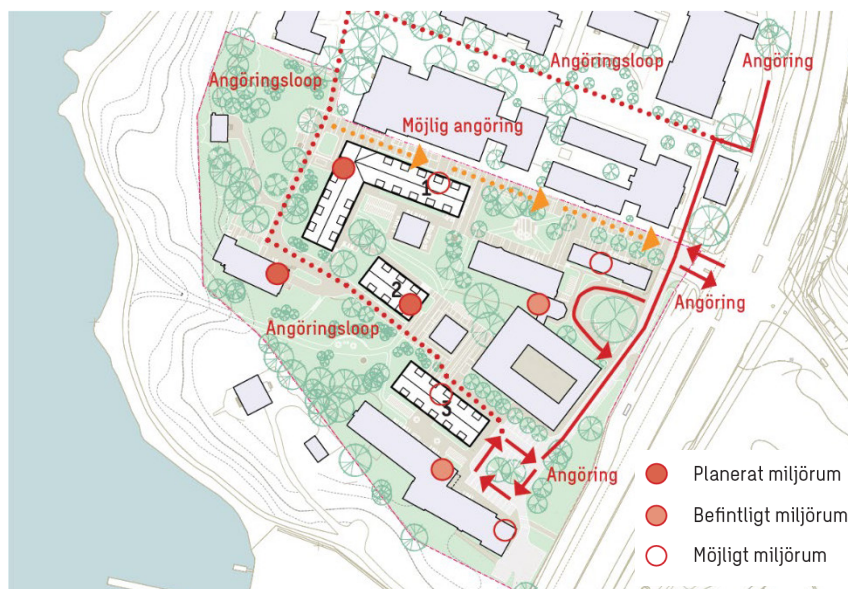 Angöringsloop
Angöringsloop
Angöring
Möjlig angöring
1
2
Angöring
Angöringsloop
3
Angöring
Planerat miljörum
Befintligt miljörum
Möjligt miljörum